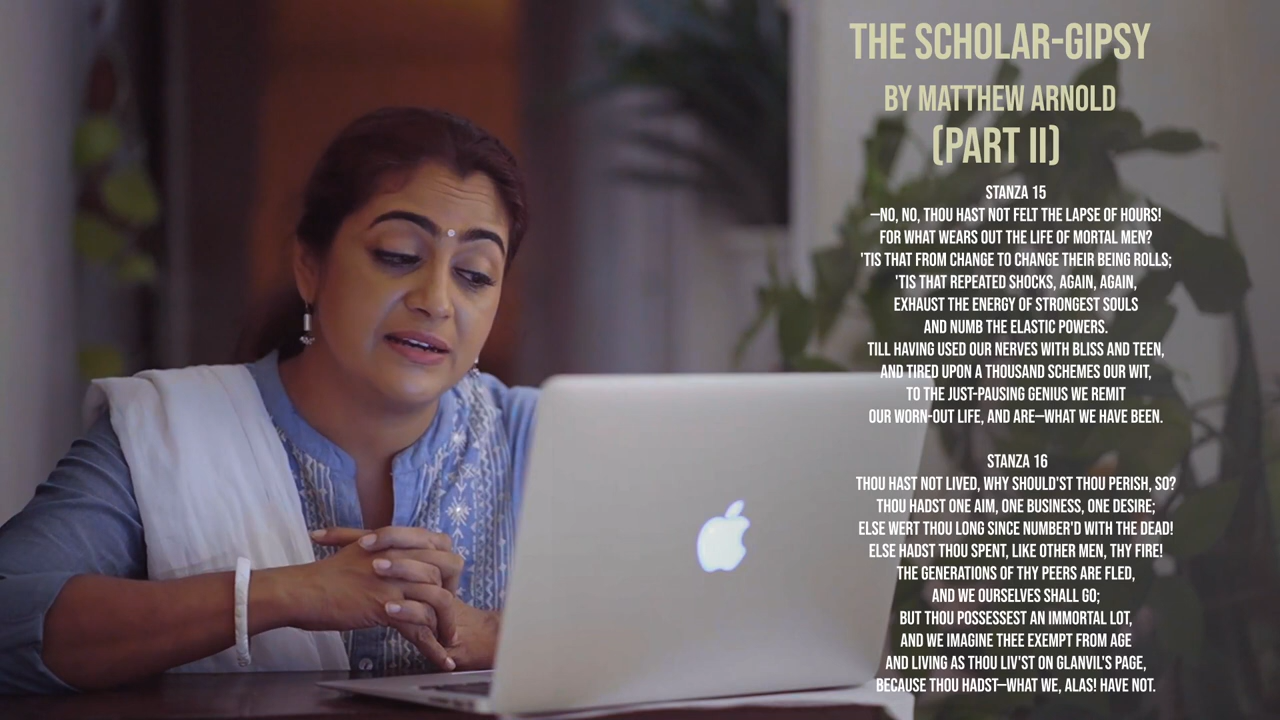 THE SCHOLAR-GIPSY
BY MATTHEW ARNOLD
(PART II)
STANZA 15
—NO, NO, THOU HAST NOT FELT THE LAPSE OF HOURS!
FOR WHAT WEARS OUT THE LIFE OF MORTAL MEN?
'TIS THAT FROM CHANGE TO CHANGE THEIR BEING ROLLS;
'TIS THAT REPEATED SHOCKS, AGAIN, AGAIN,
EXHAUST THE ENERGY OF STRONGEST SOULS
AND NUMB THE ELASTIC POWERS.
TILL HAVING USED OUR NERVES WITH BLISS AND TEEN,
AND TIRED UPON A THOUSAND SCHEMES OUR WIT,
TO THE JUST-PAUSING GENIUS WE REMIT
OUR WORN-OUT LIFE, AND ARE—WHAT WE HAVE BEEN.
STANZA 16
THOU HAST NOT LIVED, WHY SHOULD'ST THOU PERISH, SO?
THOU HADST ONE AIM, ONE BUSINESS, ONE DESIRE;
ELSE WERT THOU LONG SINCE NUMBER'D WITH THE DEAD!
ELSE HADST THOU SPENT, LIKE OTHER MEN, THY FIRE!
THE GENERATIONS OF THY PEERS ARE FLED,
AND WE OURSELVES SHALL GO;
BUT THOU POSSESSEST AN IMMORTAL LOT,
AND WE IMAGINE THEE EXEMPT FROM AGE
AND LIVING AS THOU LIV'ST ON GLANVIL'S PAGE,
BECAUSE THOU HADST—WHAT WE, ALAS! HAVE NOT.